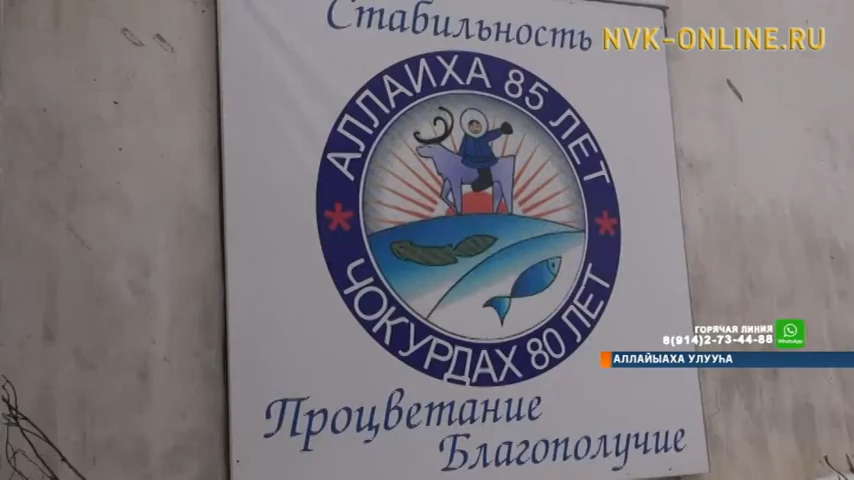 Стабильность
NVK-ONLINE.RU
АЛЛАИХА 85 ЛЕТ
ЧОКУРДАХ 80 ЛЕТ
ГОРЯЧАЯ ЛИНИЯ
8(914)2-73-44-88
WhatsApp
АЛЛАЙЫАХА УЛУУҺА
Процветание
Благополучие